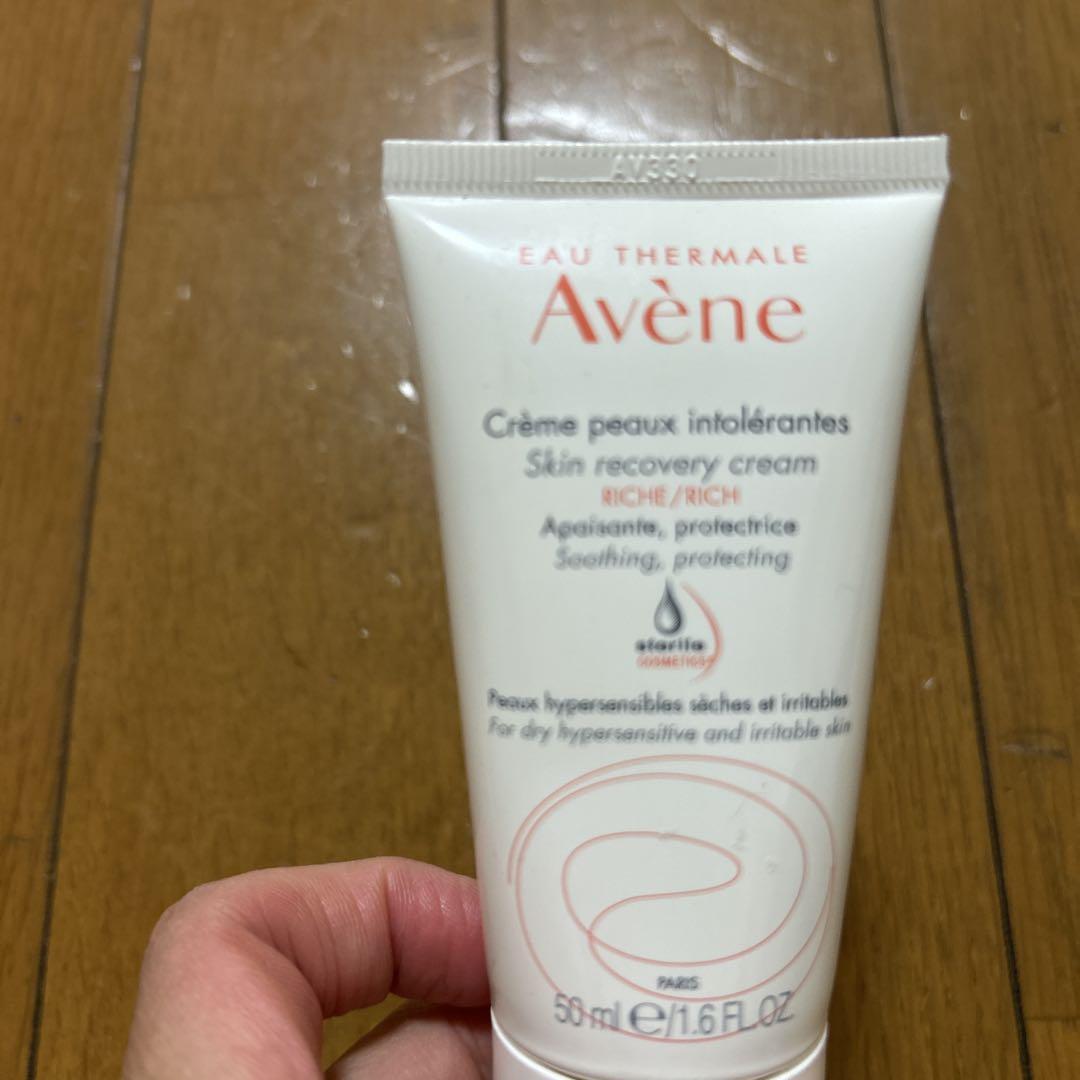 AV330
EAU THERMALE
Avène
Crème peaux intolérantes
Skin recovery cream
RICHE/RICH
Apaisante, protectrice
Soothing, protecting
sterile
COSMETICS
Peaux hypersensibles sèches et irritables
For dry hypersensitive and irritable skin
PARIS
50 ml e/1.6 FL.OZ.